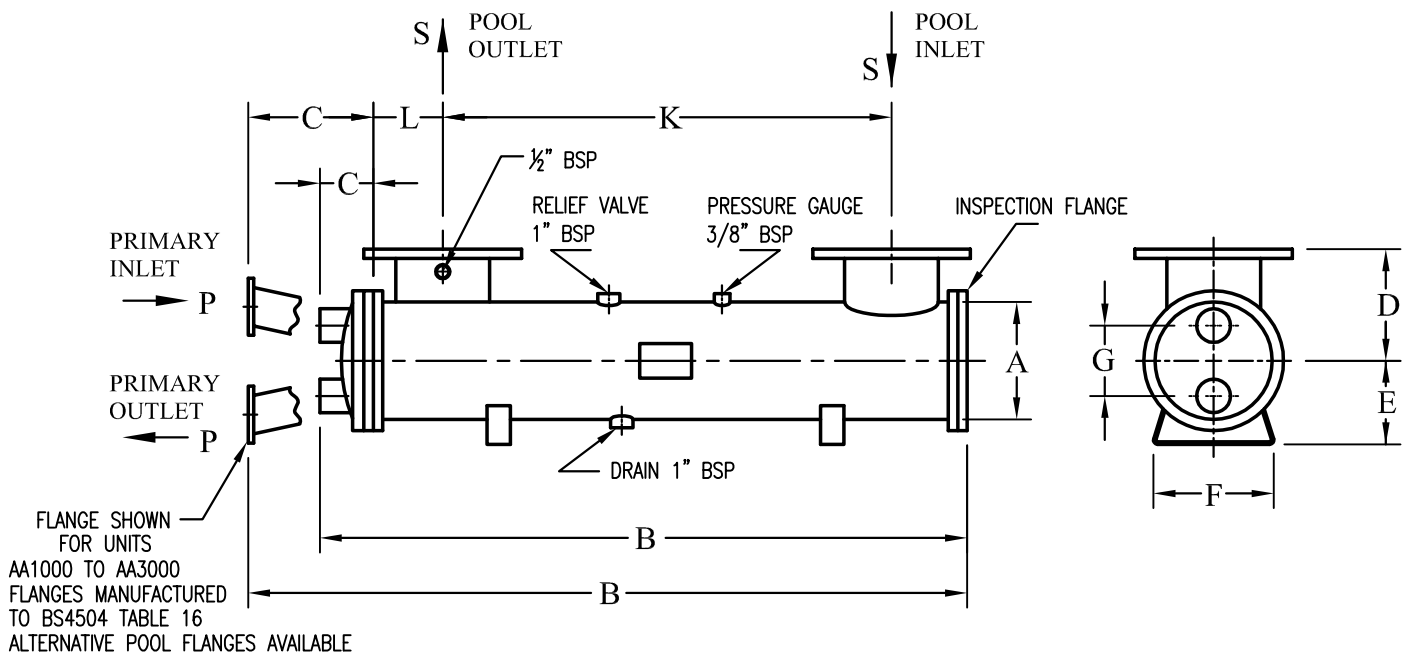 S
POOL
OUTLET
POOL
INLET
S
C
L
K
C
½” BSP
RELIEF VALVE
1” BSP
PRESSURE GAUGE
3/8” BSP
INSPECTION FLANGE
PRIMARY
INLET
P
PRIMARY
OUTLET
P
A
G
D
E
F
DRAIN 1” BSP
B
B
FLANGE SHOWN
FOR UNITS
AA1000 TO AA3000
FLANGES MANUFACTURED
TO BS4504 TABLE 16
ALTERNATIVE POOL FLANGES AVAILABLE